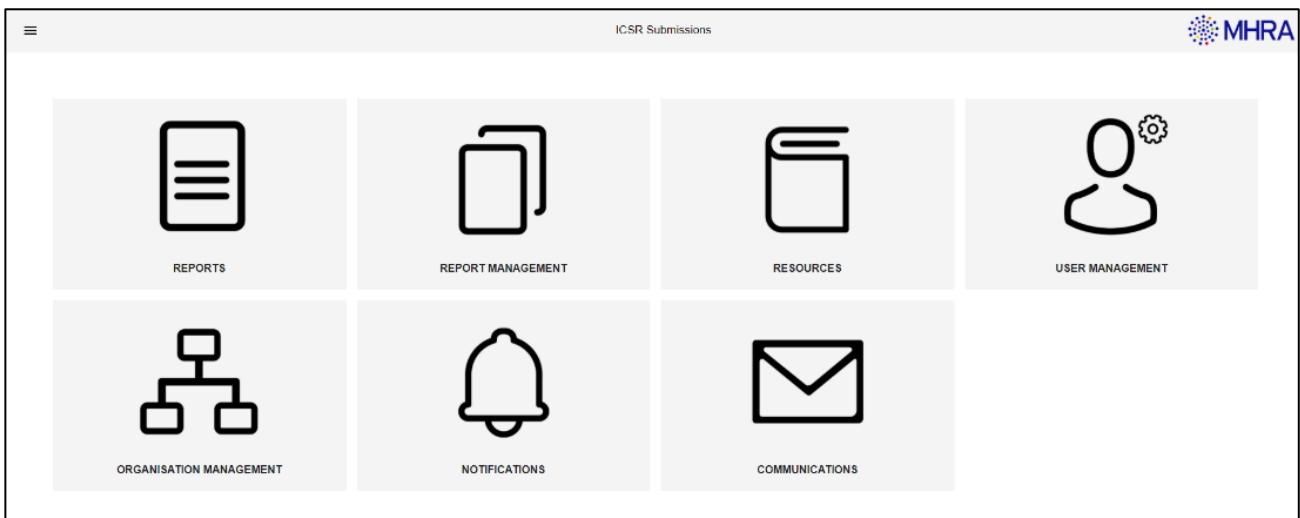 ICSR Submissions
MHRA
REPORTS
REPORT MANAGEMENT
RESOURCES
USER MANAGEMENT
ORGANISATION MANAGEMENT
NOTIFICATIONS
COMMUNICATIONS